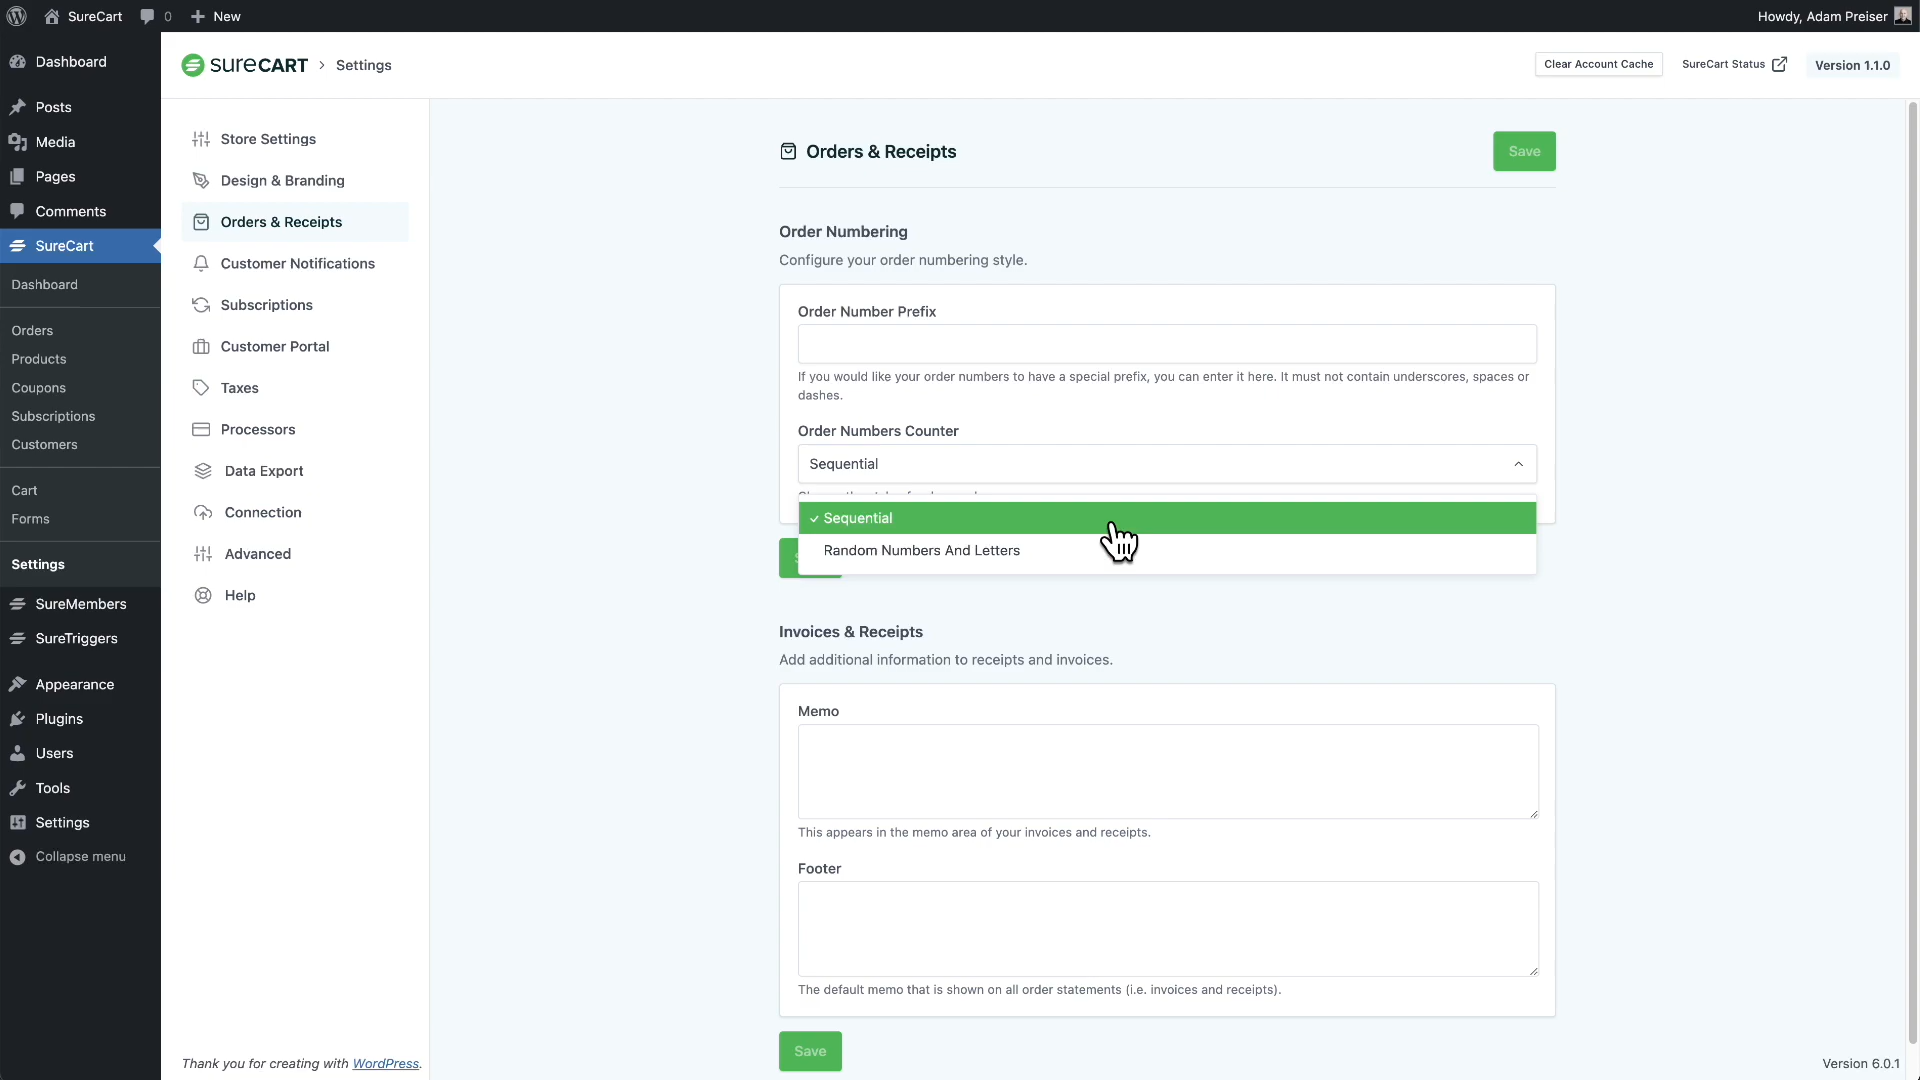 SureCart
0
New
Howdy, Adam Preiser
Dashboard
Posts
Media
Pages
Comments
SureCart
Dashboard
Orders
Products
Coupons
Subscriptions
Customers
Cart
Forms
Settings
SureMembers
SureTriggers
Appearance
Plugins
Users
Tools
Settings
Collapse menu
SURECART > Settings
Clear Account Cache
SureCart Status
Version 1.1.0
Store Settings
Design & Branding
Orders & Receipts
Customer Notifications
Subscriptions
Customer Portal
Taxes
Processors
Data Export
Connection
Advanced
Help
Orders & Receipts
Save
Order Numbering
Configure your order numbering style.
Order Number Prefix
If you would like your order numbers to have a special prefix, you can enter it here. It must not contain underscores, spaces or
dashes.
Order Numbers Counter
Sequential
Sequential
Random Numbers And Letters
Invoices & Receipts
Add additional information to receipts and invoices.
Memo
This appears in the memo area of your invoices and receipts.
Footer
The default memo that is shown on all order statements (i.e. invoices and receipts).
Save
Thank you for creating with WordPress.
Version 6.0.1